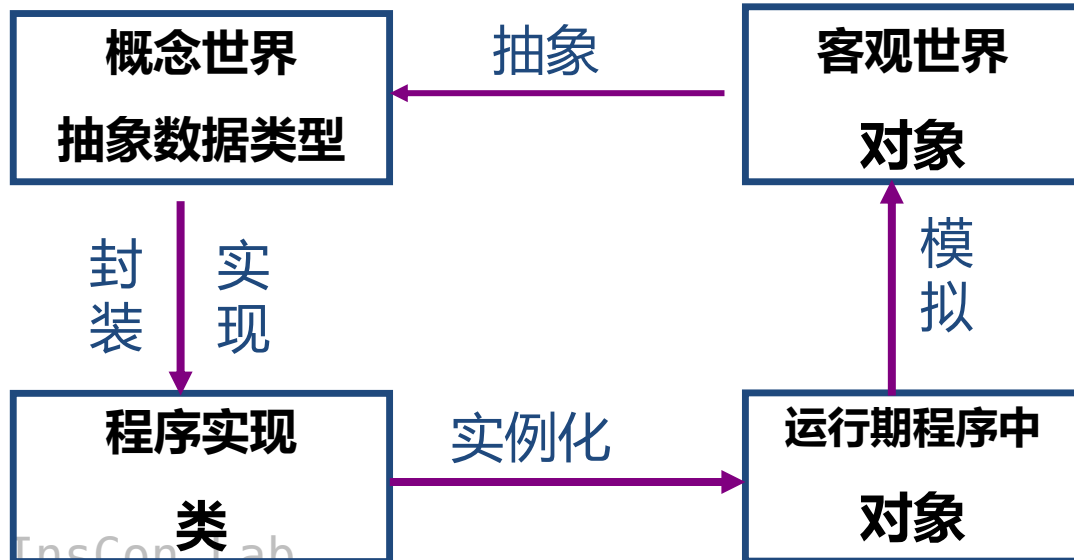 概念世界
抽象数据类型
抽象
客观世界
对象
封装
实现
模拟
程序实现
类
实例化
运行期程序中
对象
InsCon Lab